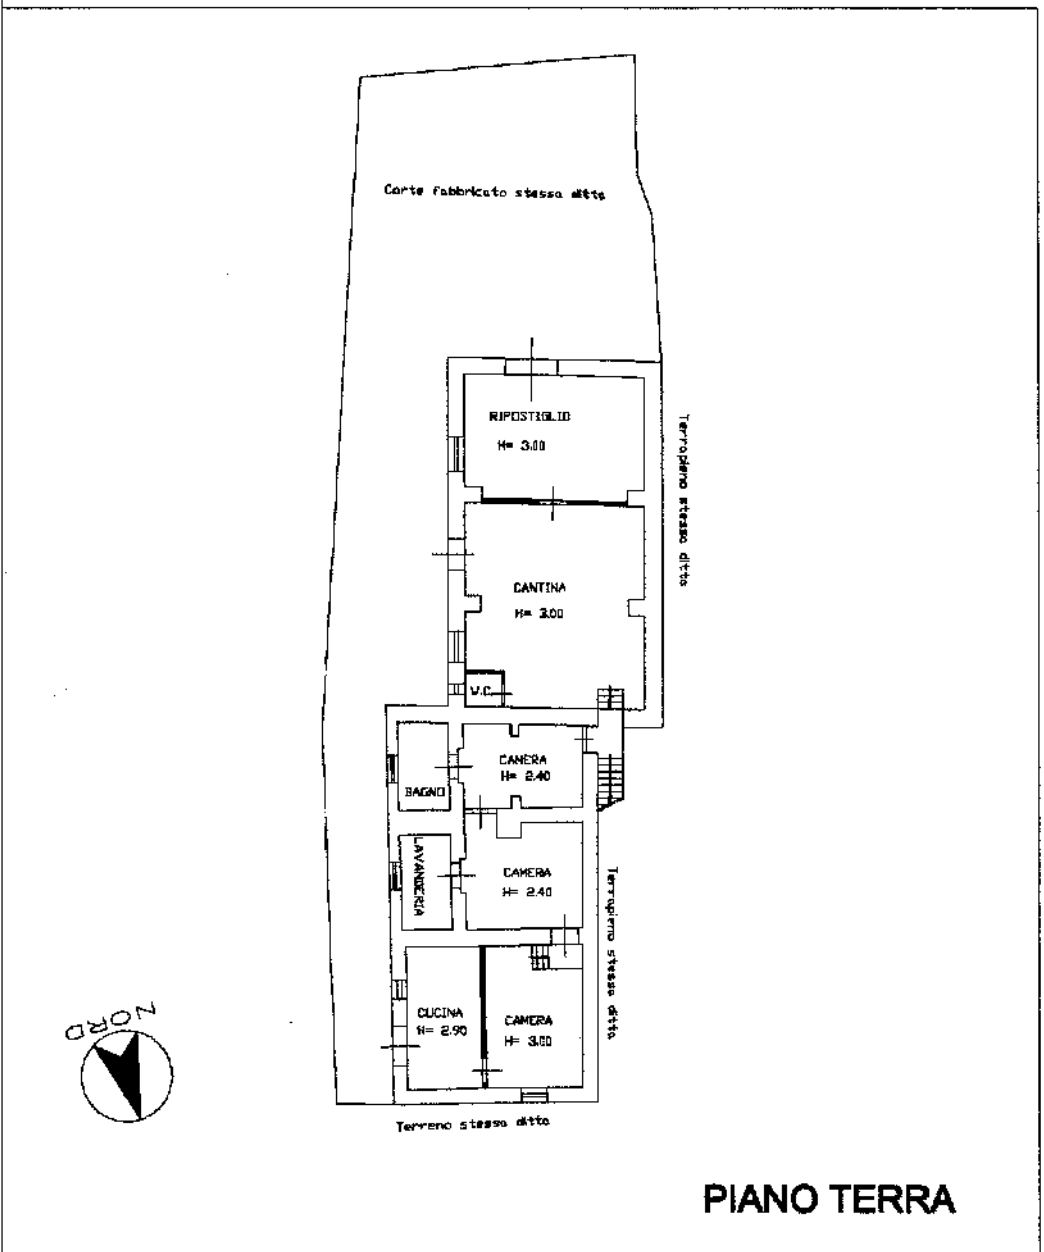 Corte fabbricato stessa ditta
RIPOSTIGLIO
H= 3.00
Terrapieno stessa ditta
CANTINA
H= 3.00
W.C.
CAMERA
H= 2.40
BAGNO
LAVANDERIA
CAMERA
H= 2.40
Terrapieno stessa ditta
CUCINA
H= 2.90
CAMERA
H= 3.00
NORD
Terreno stessa ditta
PIANO TERRA